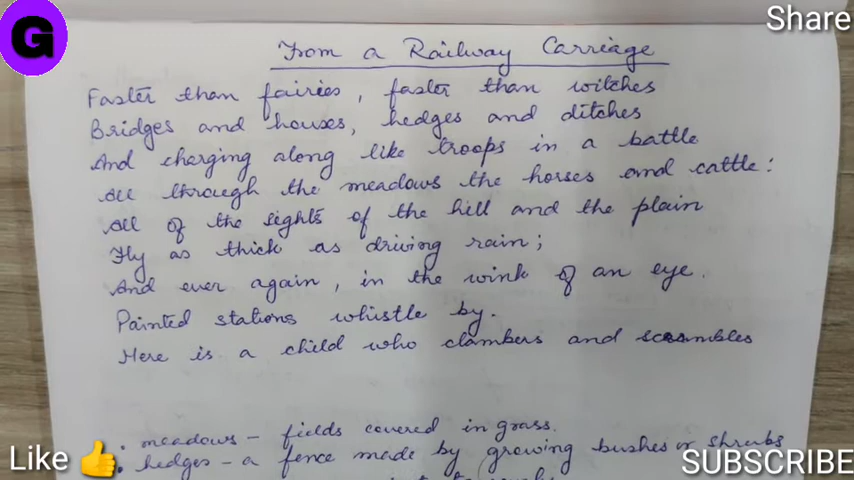 G
Share
From a Railway Carriage
Faster than fairies, faster than witches
Bridges and houses, hedges and ditches
And charging along like troops in a battle
All through the meadows the horses and cattle:
All of the sights of the hill and the plain
Fly as thick as driving rain;
And ever again, in the wink of an eye.
Painted stations whistle by.
Here is a child who clambers and scrambles
. meadows - fields covered in grass.
. hedges - a fence made by growing bushes or shrubs
Like
SUBSCRIBE